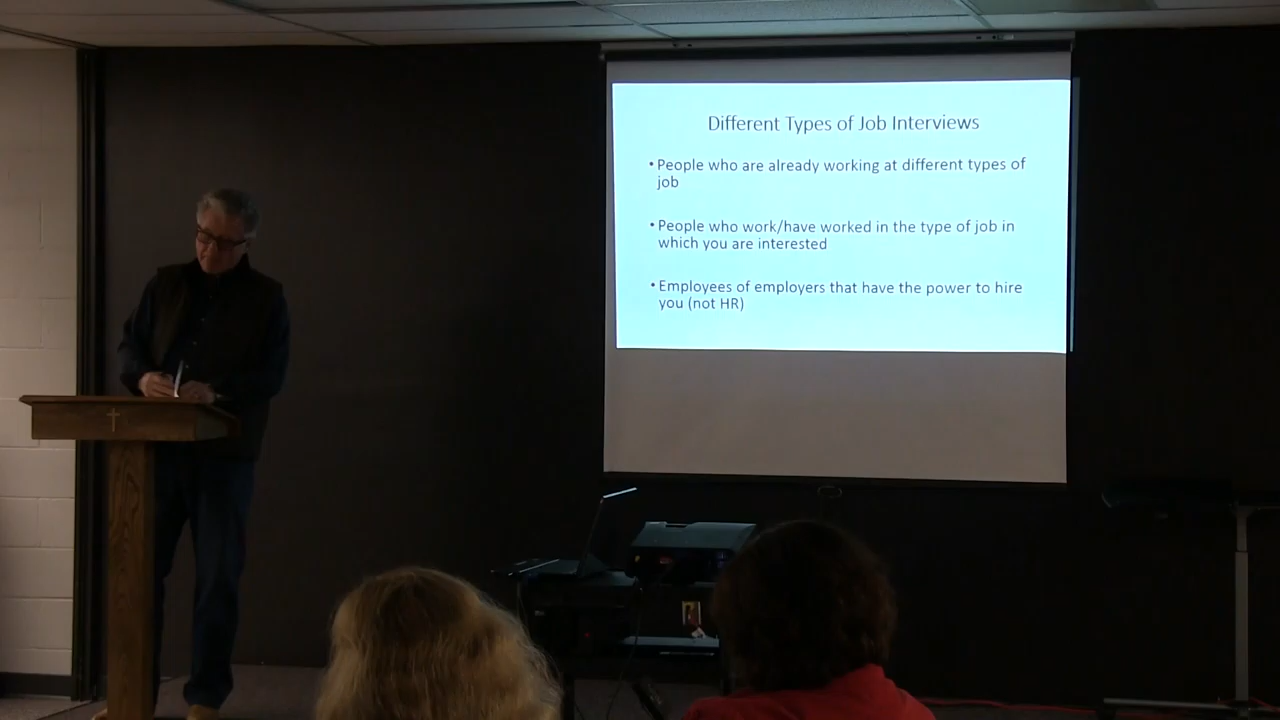 Different Types of Job Interviews
• People who are already working at different types of
job
• People who work/have worked in the type of job in
which you are interested
• Employees of employers that have the power to hire
you (not HR)